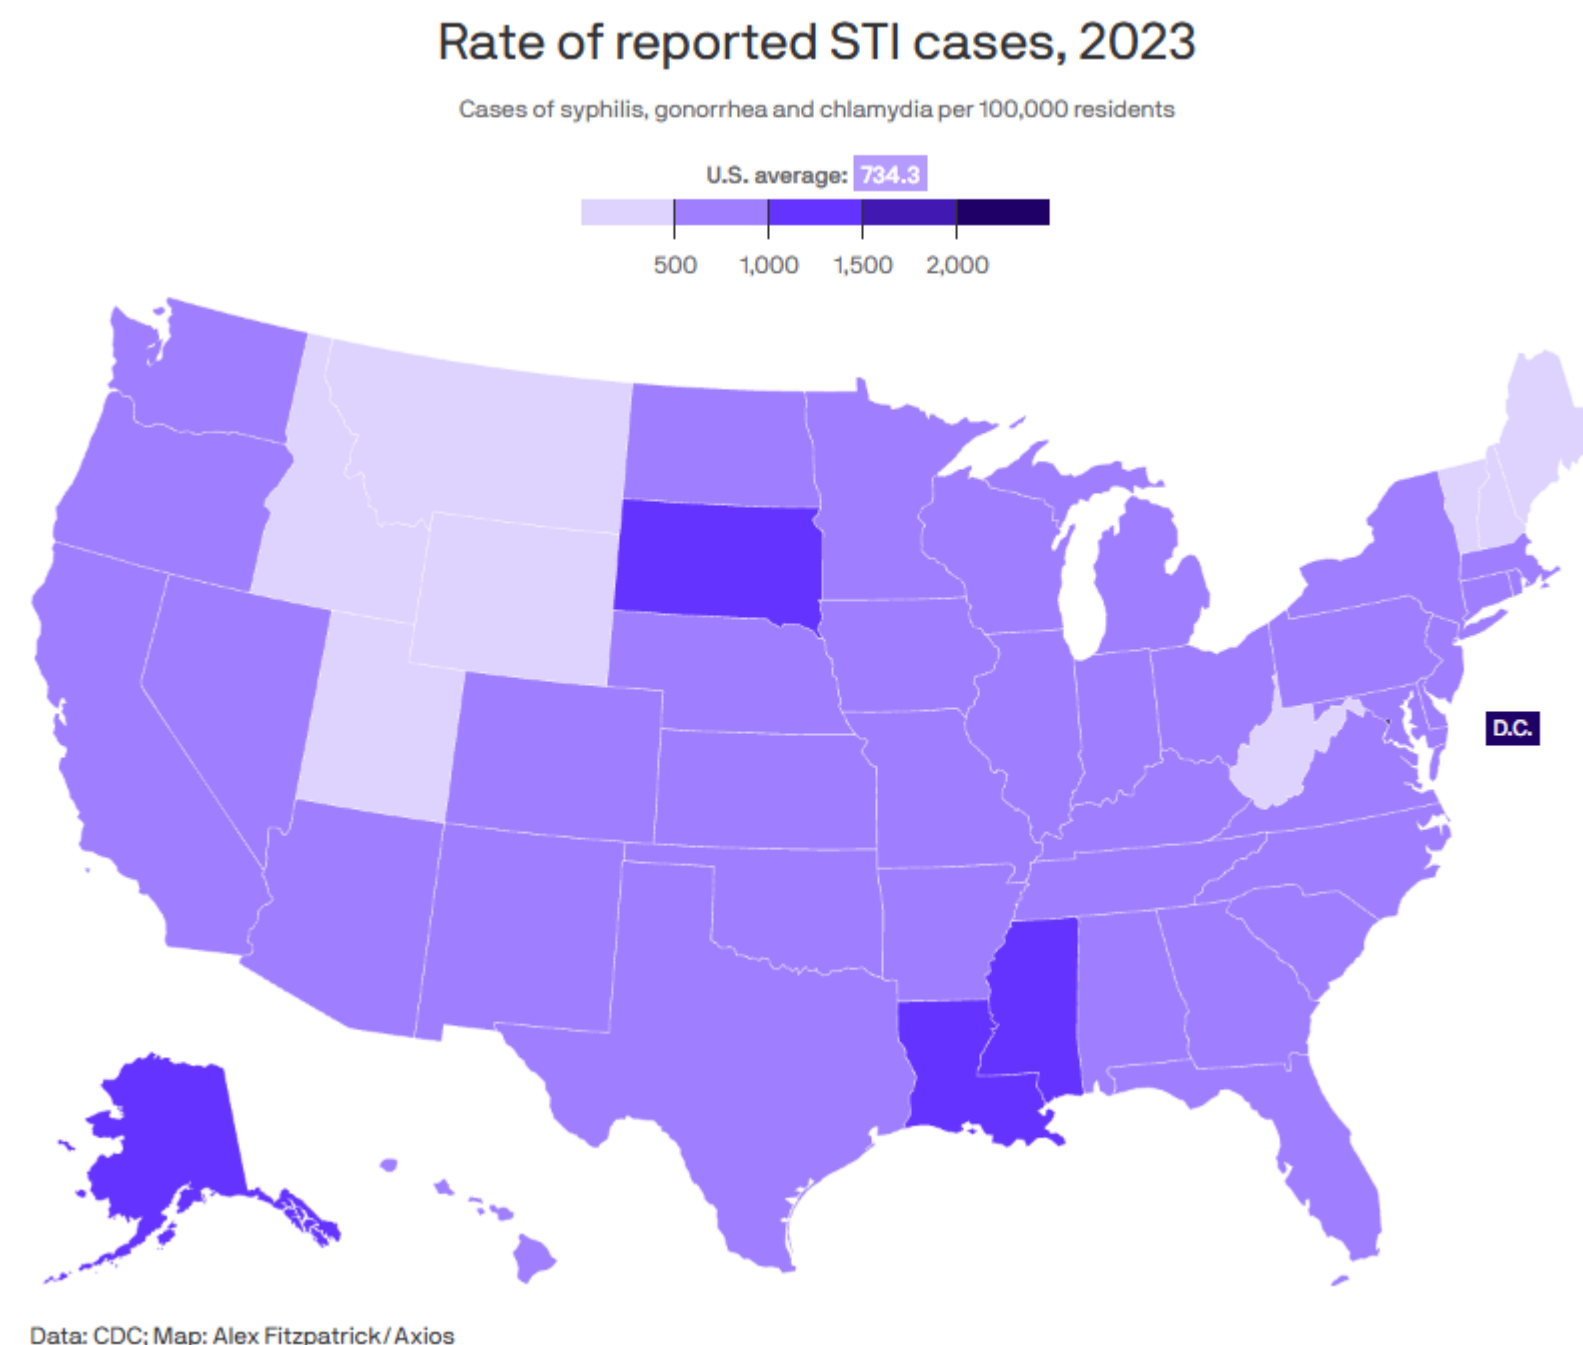 Rate of reported STI cases, 2023
Cases of syphilis, gonorrhea and chlamydia per 100,000 residents
U.S. average: 734.3
500 1,000 1,500 2,000
D.C.
Data: CDC; Map: Alex Fitzpatrick/Axios